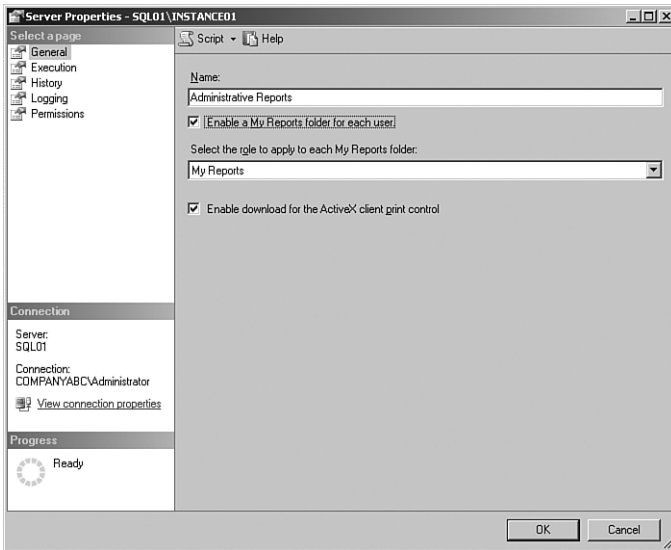 Server Properties - SQL01\INSTANCE01
Select a page
General
Execution
History
Logging
Permissions
Script Help
Name:
Administrative Reports
Enable a My Reports folder for each user.
Select the role to apply to each My Reports folder:
My Reports
Enable download for the ActiveX client print control
Connection
Server:
SQL01
Connection:
COMPANYABC\Administrator
View connection properties
Progress
Ready
OK Cancel